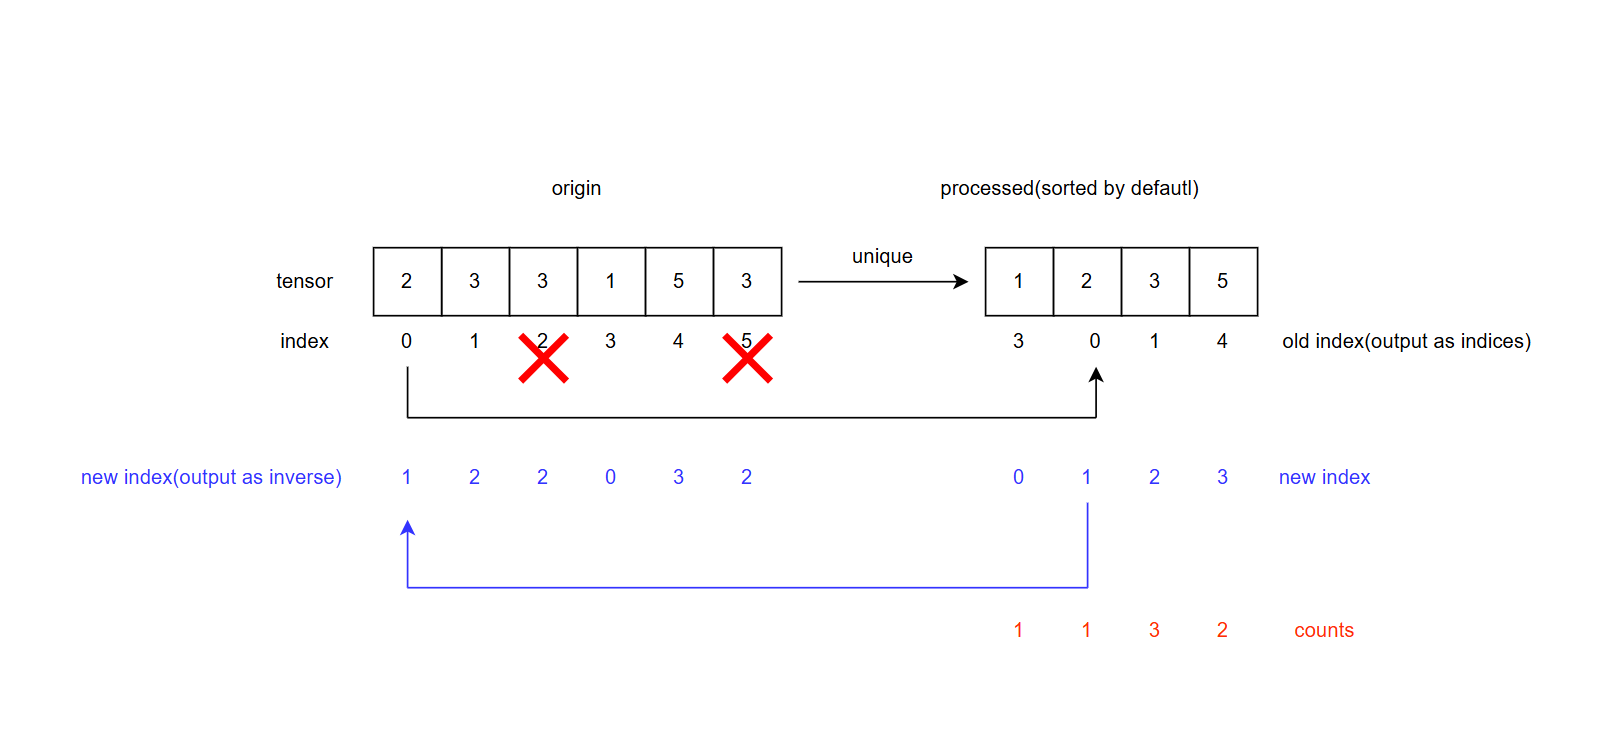 origin processed(sorted by defautl)
unique
tensor 2 3 3 1 5 3 1 2 3 5
index 0 1 2 3 4 5 3 0 1 4 old index(output as indices)
new index(output as inverse) 1 2 2 0 3 2 0 1 2 3 new index
1 1 3 2 counts